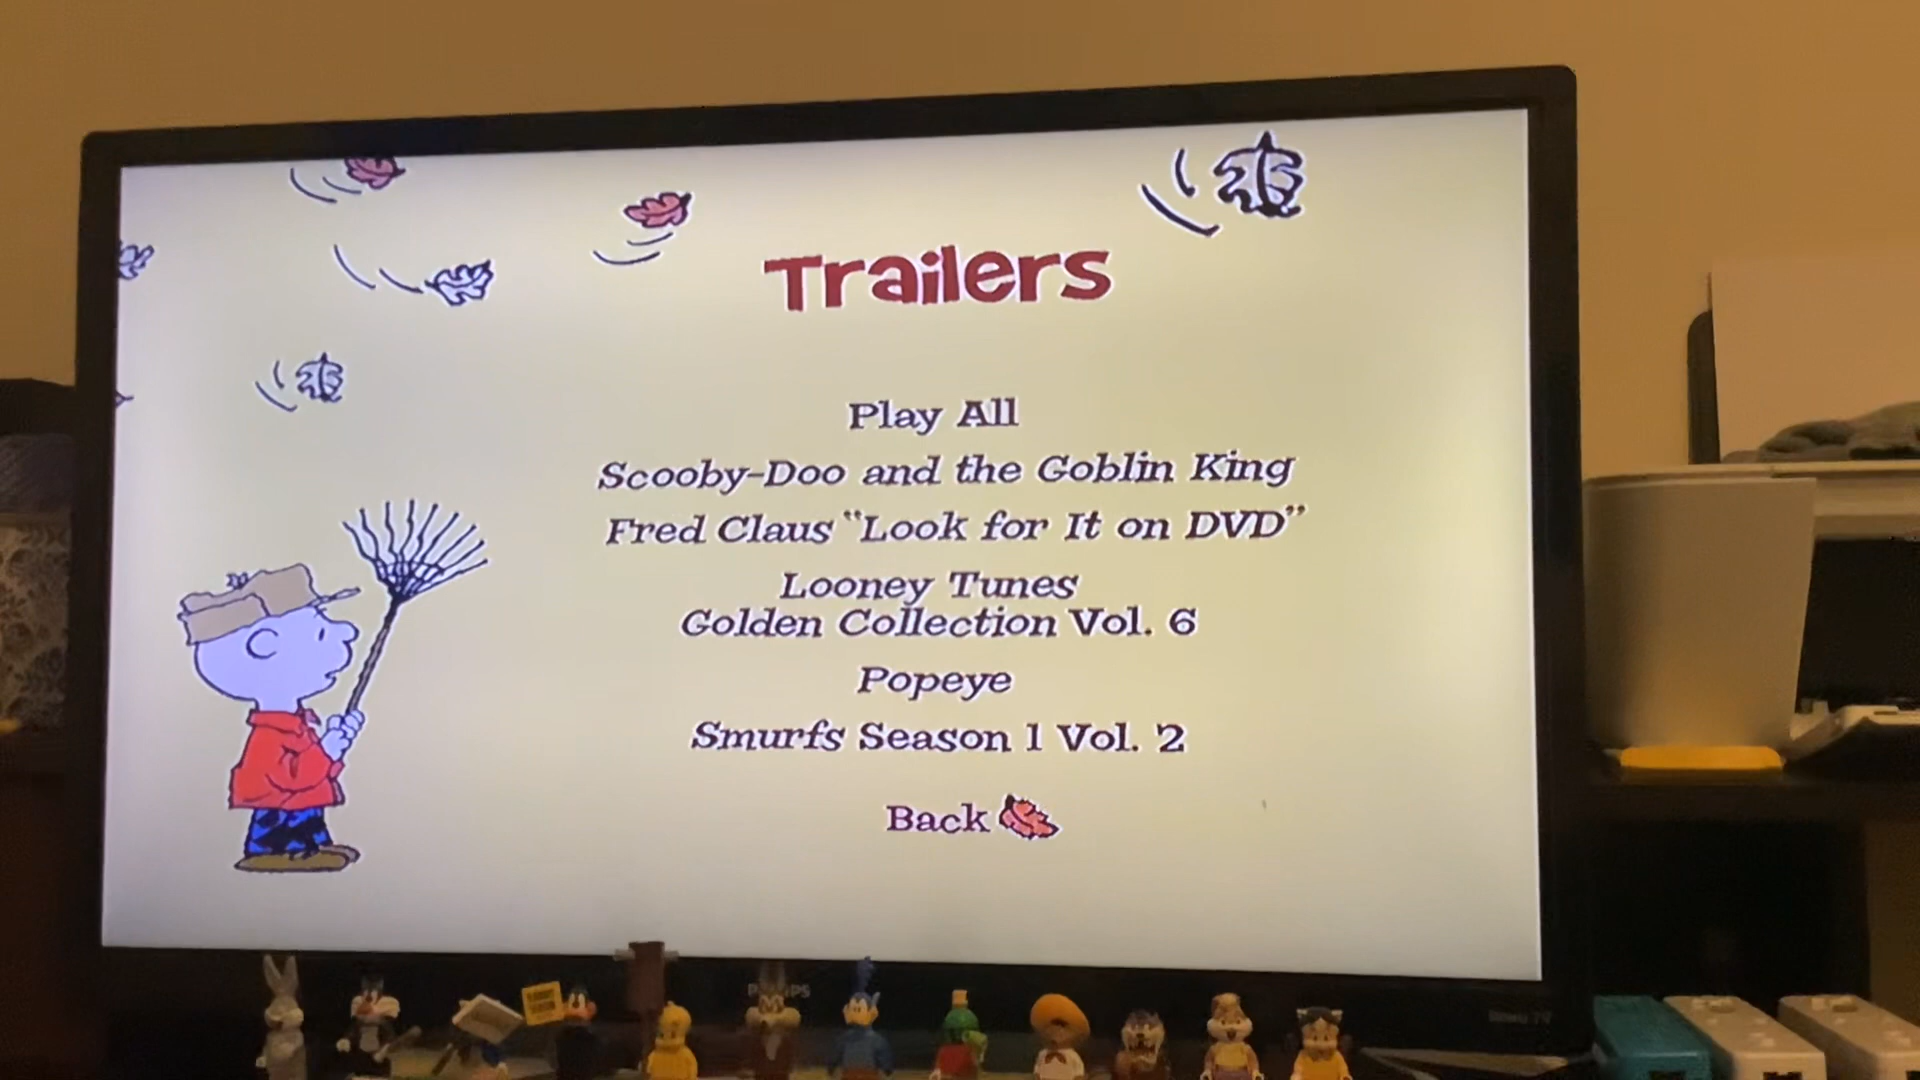 Trailers
Play All
Scooby-Doo and the Goblin King
Fred Claus "Look for It on DVD"
Looney Tunes
Golden Collection Vol. 6
Popeye
Smurfs Season 1 Vol. 2
Back